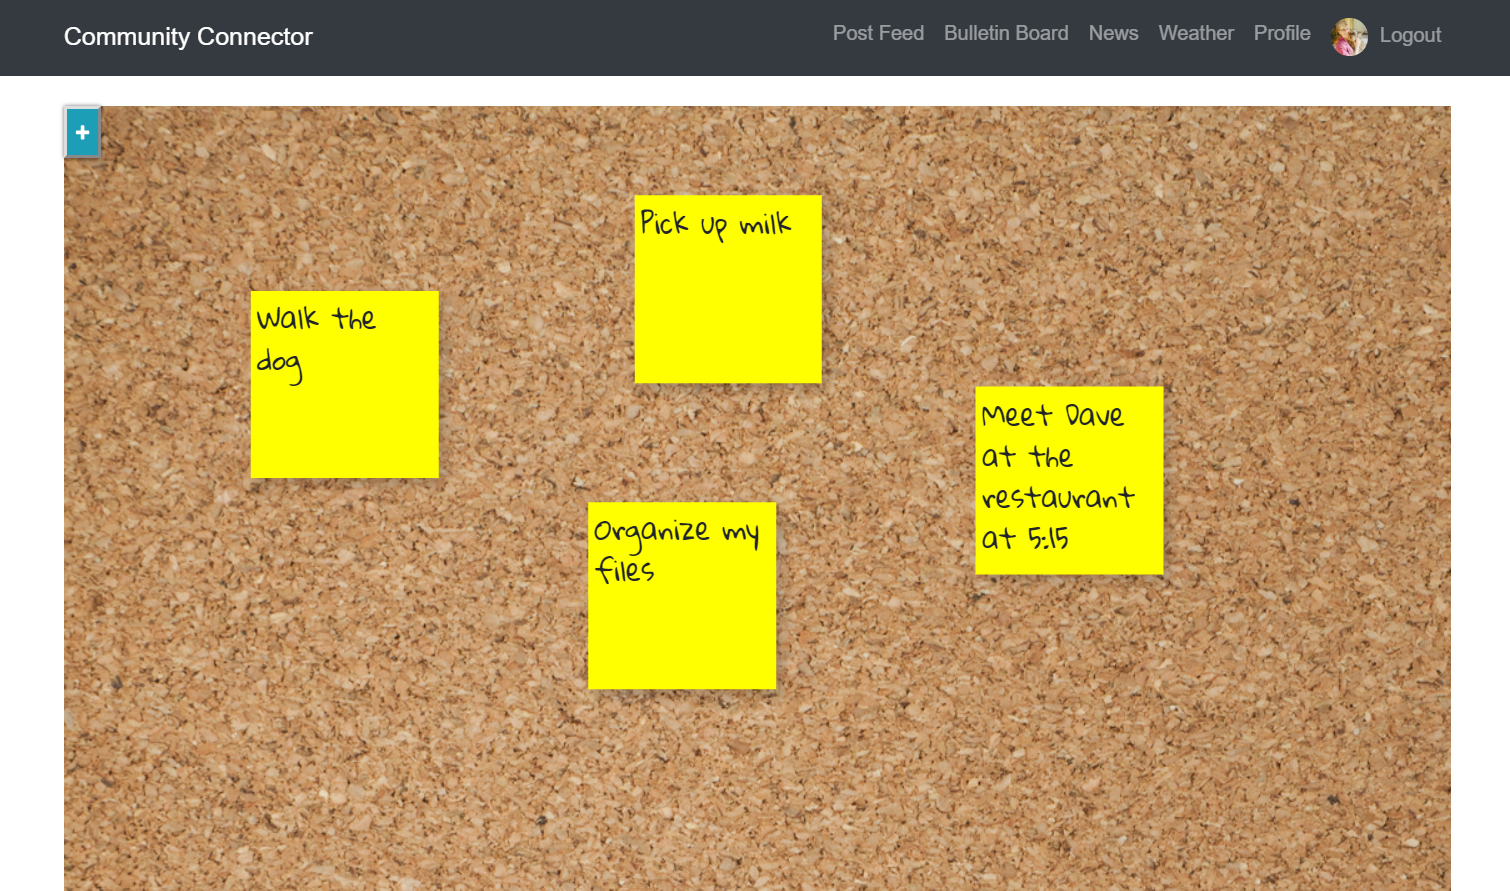 Community Connector
Post Feed Bulletin Board News Weather Profile Logout
+
Pick up milk
Walk the
dog
Meet Dave
at the
restaurant
at 5:15
Organize my
files